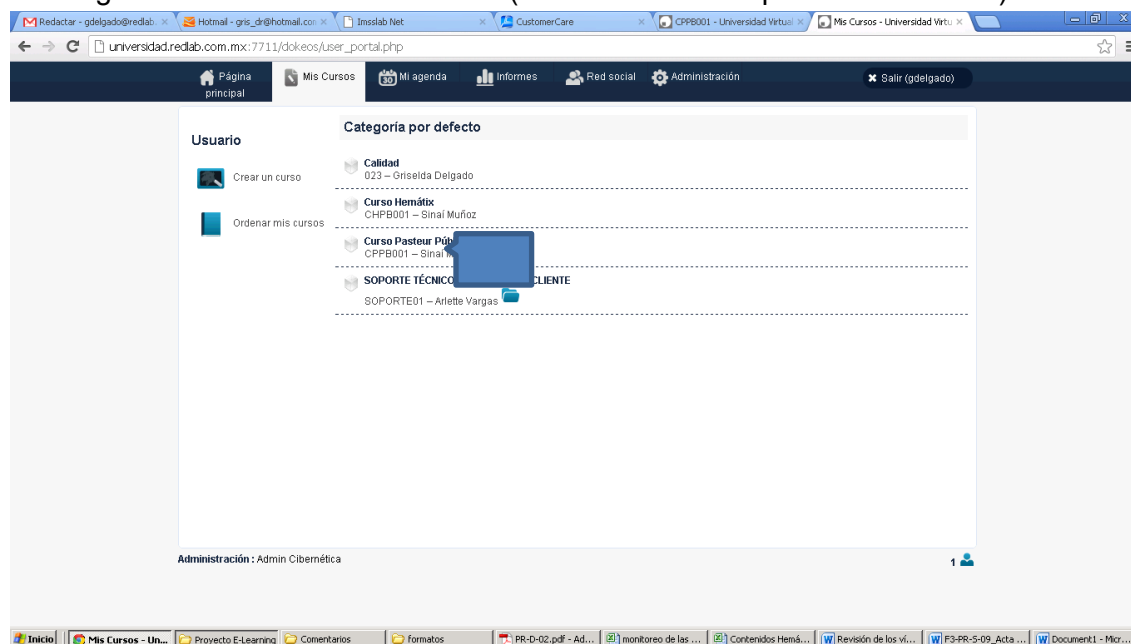 Redactar - gdelgado@redlab.
Hotmail - gris_dr@hotmail.con
Imsslab Net
CustomerCare
CPPB001 - Universidad Virtual
Mis Cursos - Universidad Virtu
universidad.redlab.com.mx:7711/dokeos/user_portal.php
Página principal
Mis Cursos
Mi agenda
Informes
Red social
Administración
Salir (gdelgado)
Usuario
Crear un curso
Ordenar mis cursos
Categoría por defecto
Calidad
023 – Griselda Delgado
Curso Hemátix
CHPB001 – Sinaí Muñoz
Curso Pasteur Púb
CPPB001 – Sinaí M
SOPORTE TÉCNICO CLIENTE
SOPORTE01 – Arlette Vargas
Administración : Admin Cibernética
1
Inicio
Mis Cursos - Un...
Proyecto E-Learning
Comentarios
formatos
PR-D-02.pdf - Ad...
monitoreo de las ...
Contenidos Hemá...
Revisión de los ví...
F3-PR-S-09_Acta ...
Document1 - Micr...